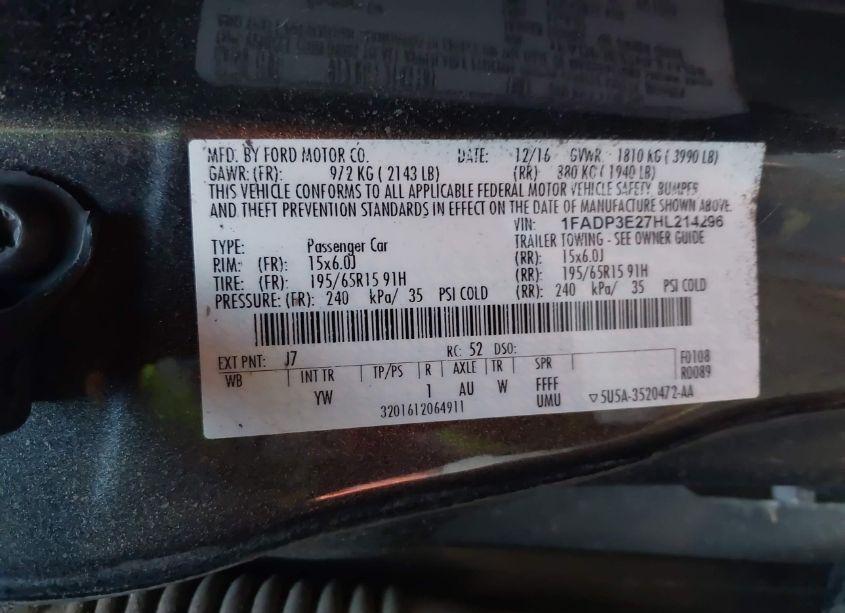 MFD. BY FORD MOTOR CO. DATE: 12/16 GVWR: 1810 KG ( 3990 LB)
GAWR: (FR): 972 KG ( 2143 LB) (RR) 880 KG ( 1940 LB)
THIS VEHICLE CONFORMS TO ALL APPLICABLE FEDERAL MOTOR VEHICLE SAFETY, BUMPER
AND THEFT PREVENTION STANDARDS IN EFFECT ON THE DATE OF MANUFACTURE SHOWN ABOVE.
VIN: 1FADP3E27HL214296
TYPE: Passenger Car TRAILER TOWING - SEE OWNER GUIDE
RIM: (FR): 15x6.0J (RR): 15x6.0J
TIRE: (FR): 195/65R15 91H (RR): 195/65R15 91H
PRESSURE: (FR): 240 kPa/ 35 PSI COLD (RR): 240 kPa/ 35 PSI COLD
EXT PNT: J7 RC: 52 DSO:
WB INT TR TP/PS R AXLE TR SPR F0108
R0089
YW 1 AU W FFFF
UMU
3201612064911 ▽5U5A-3520472-AA